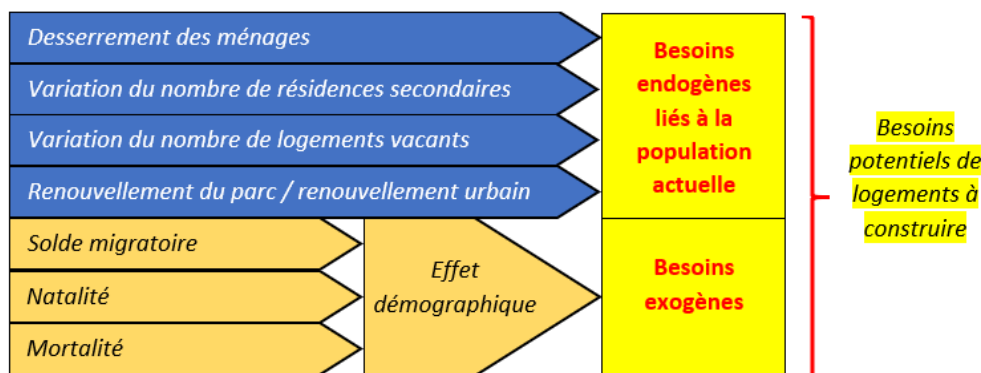 Desserrement des ménages
Variation du nombre de résidences secondaires
Variation du nombre de logements vacants
Renouvellement du parc / renouvellement urbain
Besoins
endogènes
liés à la
population
actuelle
Solde migratoire
Natalité
Mortalité
Effet
démographique
Besoins
exogènes
Besoins
potentiels de
logements à
construire